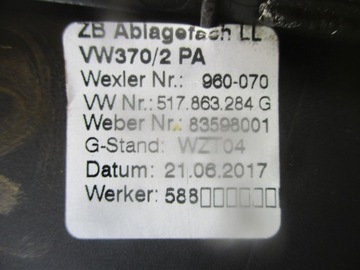 ZB Ablagefach LL
VW370/2 PA
Wexler Nr.: 960-070
VW Nr.: 517.863.284 G
Weber Nr.: 83598001
G-Stand: WZT04
Datum: 21.06.2017
Werker: 588□□□□□□